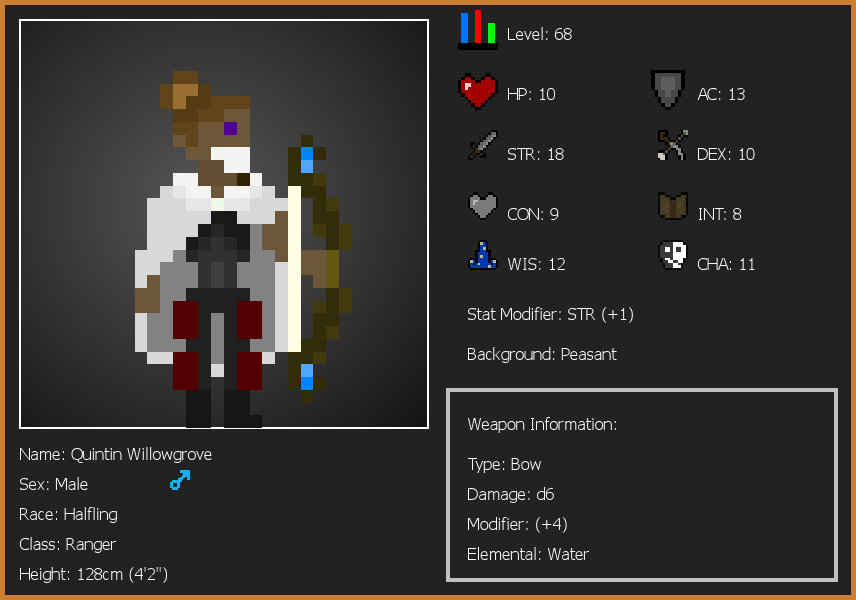 Level: 68
HP: 10
AC: 13
STR: 18
DEX: 10
CON: 9
INT: 8
WIS: 12
CHA: 11
Stat Modifier: STR (+1)
Background: Peasant
Weapon Information:
Type: Bow
Damage: d6
Modifier: (+4)
Elemental: Water
Name: Quintin Willowgrove
Sex: Male
Race: Halfling
Class: Ranger
Height: 128cm (4'2")